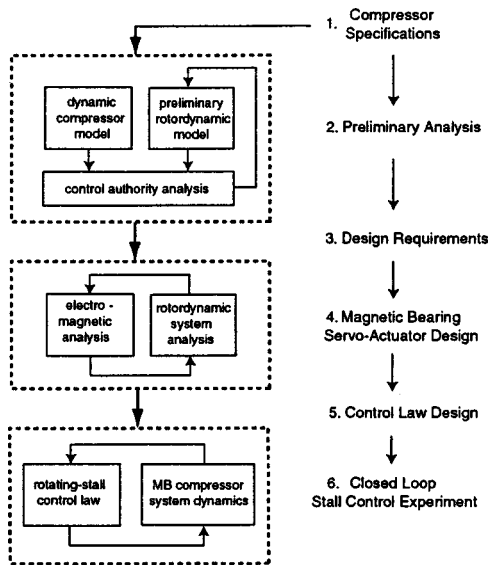 1. Compressor
Specifications
dynamic
compressor
model
preliminary
rotordynamic
model
control authority analysis
2. Preliminary Analysis
3. Design Requirements
electro -
magnetic
analysis
rotordynamic
system
analysis
4. Magnetic Bearing
Servo-Actuator Design
5. Control Law Design
rotating-stall
control law
MB compressor
system dynamics
6. Closed Loop
Stall Control Experiment